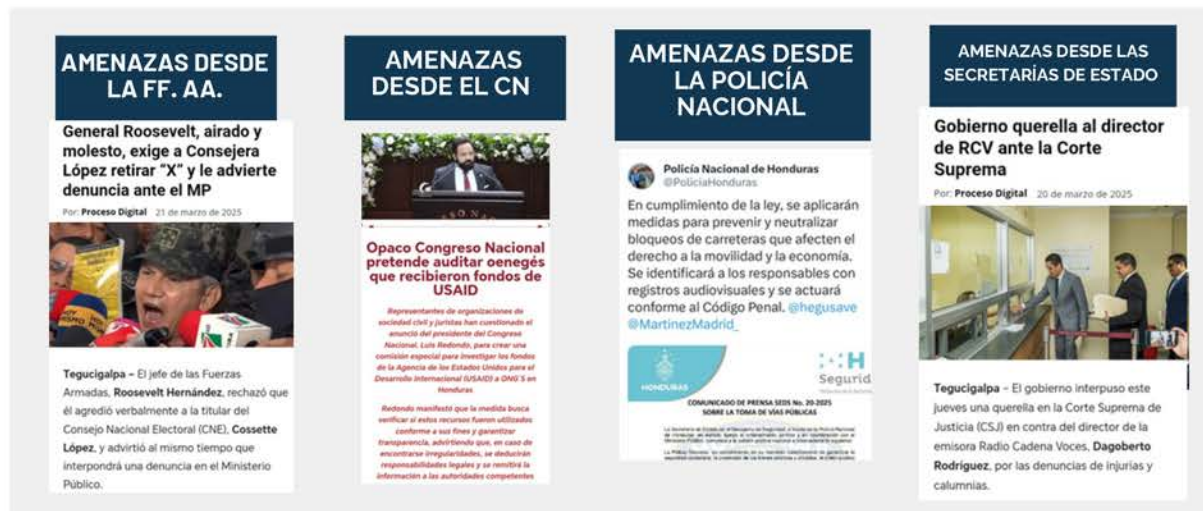 AMENAZAS DESDE
LA FF. AA.
General Roosevelt, airado y
molesto, exige a Consejera
López retirar "X" y le advierte
denuncia ante el MP
Por: Proceso Digital 21 de marzo de 2025
Tegucigalpa – El jefe de las Fuerzas
Armadas, Roosevelt Hernández, rechazó que
él agredió verbalmente a la titular del
Consejo Nacional Electoral (CNE), Cossette
López, y advirtió al mismo tiempo que
interpondrá una denuncia en el Ministerio
Público.
AMENAZAS
DESDE EL CN
Opaco Congreso Nacional
pretende auditar oenegés
que recibieron fondos de
USAID
Representantes de organizaciones de
sociedad civil y juristas han cuestionado el
anunció del presidente del Congreso
Nacional, Luis Redondo, para crear una
comisión especial para investigar los fondos
de la Agencia de los Estados Unidos para el
Desarrollo Internacional (USAID) a ONG´S en
Honduras
Redondo manifestó que la medida busca
verificar si estos recursos fueron utilizados
conforme a sus fines y garantizar
transparencia, advirtiendo que, en caso de
encontrarse irregularidades, se deducirán
responsabilidades legales y se remitirá la
información a las autoridades competentes
AMENAZAS DESDE
LA POLICÍA
NACIONAL
Policía Nacional de Honduras
@PoliciaHonduras
En cumplimiento de la ley, se aplicarán
medidas para prevenir y neutralizar
bloqueos de carreteras que afecten el
derecho a la movilidad y la economía.
Se identificará a los responsables con
registros audiovisuales y se actuará
conforme al Código Penal. @hegusave
@MartinezMadrid_
HONDURAS
H
Segurid
COMUNICADO DE PRENSA SEDS No. 20-2025
SOBRE LA TOMA DE VÍAS PÚBLICAS
AMENAZAS DESDE LAS
SECRETARÍAS DE ESTADO
Gobierno querella al director
de RCV ante la Corte
Suprema
Por: Proceso Digital 20 de marzo de 2025
Tegucigalpa – El gobierno interpuso este
jueves una querella en la Corte Suprema de
Justicia (CSJ) en contra del director de la
emisora Radio Cadena Voces, Dagoberto
Rodríguez, por las denuncias de injurias y
calumnias.